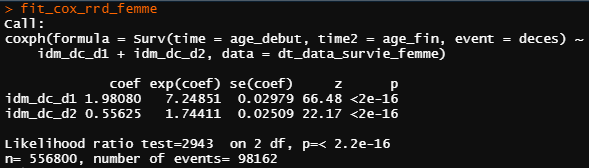 > fit_cox_rrd_femme
Call:
coxph(formula = Surv(time = age_debut, time2 = age_fin, event = deces) ~
    idm_dc_d1 + idm_dc_d2, data = dt_data_survie_femme)

             coef exp(coef) se(coef)     z      p
idm_dc_d1 1.98080   7.24851  0.02979 66.48 <2e-16
idm_dc_d2 0.55625   1.74411  0.02509 22.17 <2e-16

Likelihood ratio test=2943  on 2 df, p=< 2.2e-16
n= 556800, number of events= 98162